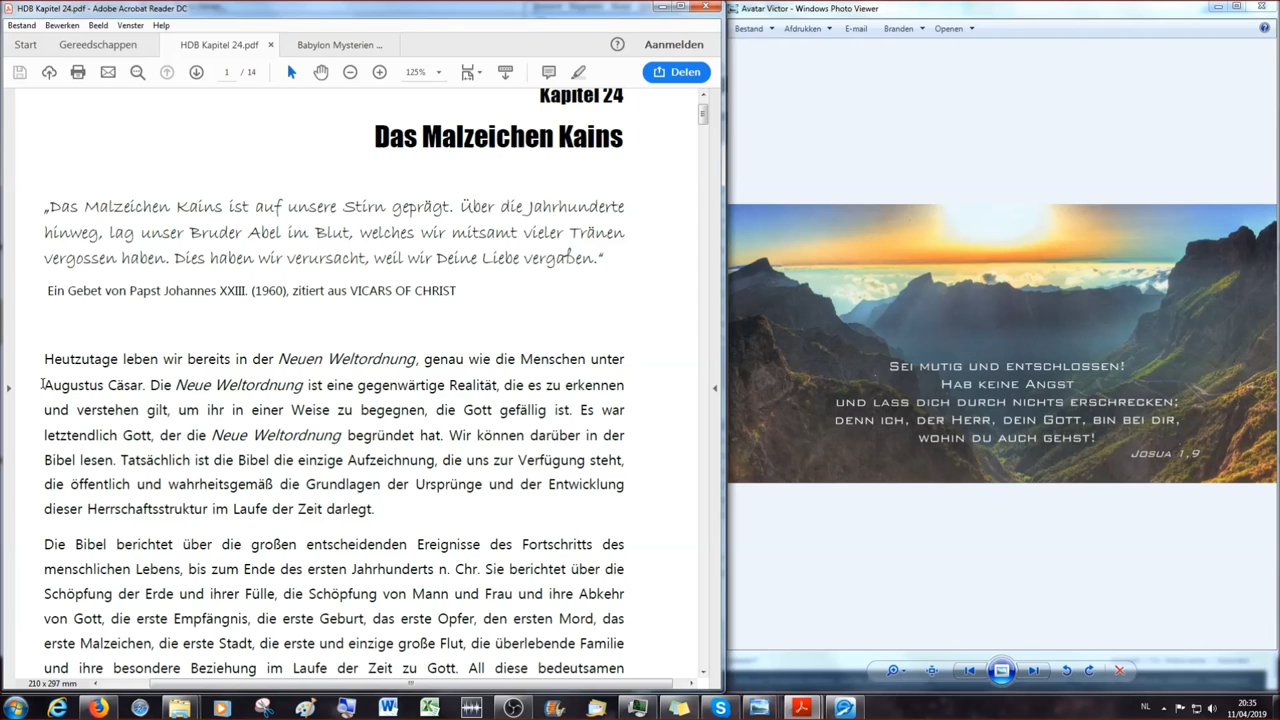 HDB Kapitel 24.pdf - Adobe Acrobat Reader DC
Bestand Bewerken Beeld Venster Help
Start Gereedschappen HDB Kapitel 24.pdf × Babylon Mysterien ... Anmelden
1 / 14 125% Delen
Kapitel 24
Das Malzeichen Kains
„Das Malzeichen Kains ist auf unsere Stirn geprägt. Über die Jahrhunderte
hinweg, lag unser Bruder Abel im Blut, welches wir mitsamt vieler Tränen
vergossen haben. Dies haben wir verursacht, weil wir Deine Liebe vergaben.“
Ein Gebet von Papst Johannes XXIII. (1960), zitiert aus VICARS OF CHRIST
Heutzutage leben wir bereits in der Neuen Weltordnung, genau wie die Menschen unter
Augustus Cäsar. Die Neue Weltordnung ist eine gegenwärtige Realität, die es zu erkennen
und verstehen gilt, um ihr in einer Weise zu begegnen, die Gott gefällig ist. Es war
letztendlich Gott, der die Neue Weltordnung begründet hat. Wir können darüber in der
Bibel lesen. Tatsächlich ist die Bibel die einzige Aufzeichnung, die uns zur Verfügung steht,
die öffentlich und wahrheitsgemäß die Grundlagen der Ursprünge und der Entwicklung
dieser Herrschaftsstruktur im Laufe der Zeit darlegt.
Die Bibel berichtet über die großen entscheidenden Ereignisse des Fortschritts des
menschlichen Lebens, bis zum Ende des ersten Jahrhunderts n. Chr. Sie berichtet über die
Schöpfung der Erde und ihrer Fülle, die Schöpfung von Mann und Frau und ihre Abkehr
von Gott, die erste Empfängnis, die erste Geburt, das erste Opfer, den ersten Mord, das
erste Malzeichen, die erste Stadt, die erste und einzige große Flut, die überlebende Familie
und ihre besondere Beziehung im Laufe der Zeit zu Gott. All diese bedeutsamen
210 x 297 mm
Avatar Victor - Windows Photo Viewer
Bestand Afdrukken E-mail Branden Openen
Sei mutig und entschlossen!
Hab keine Angst
und lass dich durch nichts erschrecken;
denn ich, der Herr, dein Gott, bin bei dir,
wohin du auch gehst!
Josua 1,9
NL 20:35
11/04/2019